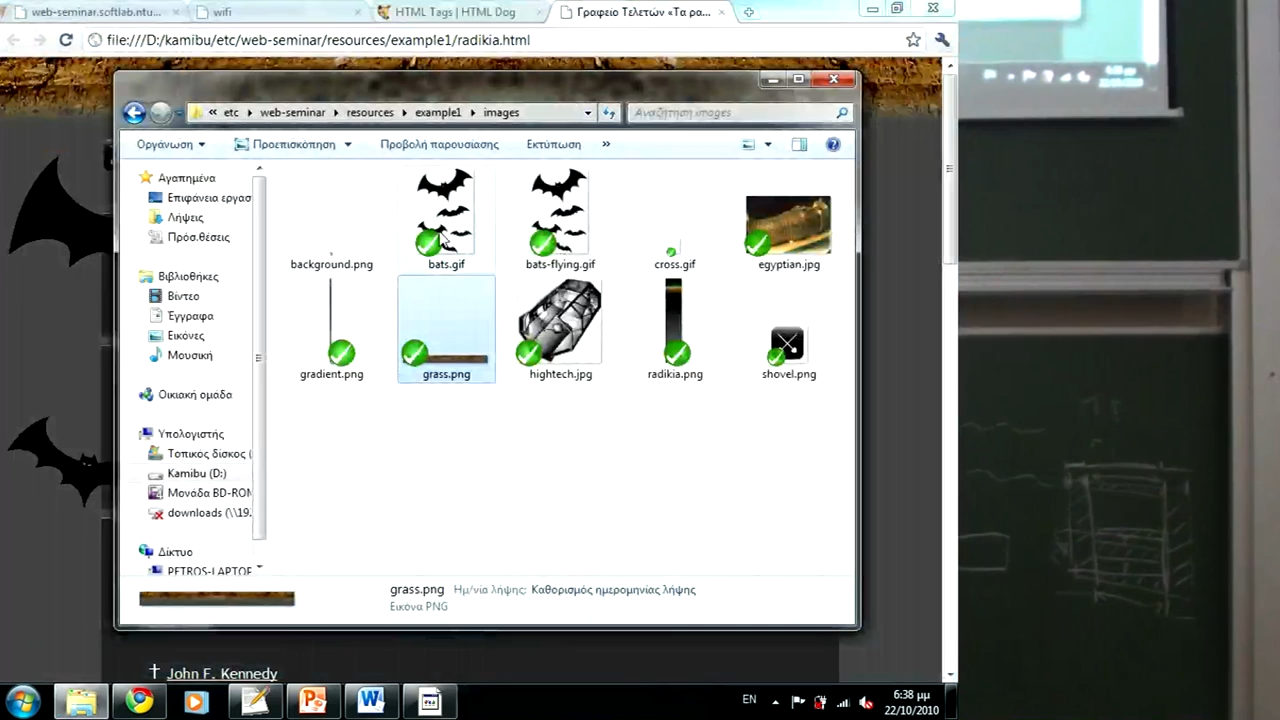 web-seminar.softlab.ntu...
wifi
HTML Tags | HTML Dog
Γραφείο Τελετών «Τα ρα...
file:///D:/kamibu/etc/web-seminar/resources/example1/radikia.html
« etc ▸ web-seminar ▸ resources ▸ example1 ▸ images
Αναζήτηση images
Οργάνωση
Προεπισκόπηση
Προβολή παρουσίασης
Εκτύπωση
»
Αγαπημένα
Επιφάνεια εργασ
Λήψεις
Πρόσ.θέσεις
Βιβλιοθήκες
Βίντεο
Έγγραφα
Εικόνες
Μουσική
Οικιακή ομάδα
Υπολογιστής
Τοπικός δίσκος (
Kamibu (D:)
Μονάδα BD-ROM
downloads (\\19.
Δίκτυο
PETROS-LAPTOP
background.png
bats.gif
bats-flying.gif
cross.gif
egyptian.jpg
gradient.png
grass.png
hightech.jpg
radikia.png
shovel.png
grass.png Ημ/νία λήψης: Καθορισμός ημερομηνίας λήψης
Εικόνα PNG
John F. Kennedy
EN
6:38 μμ
22/10/2010